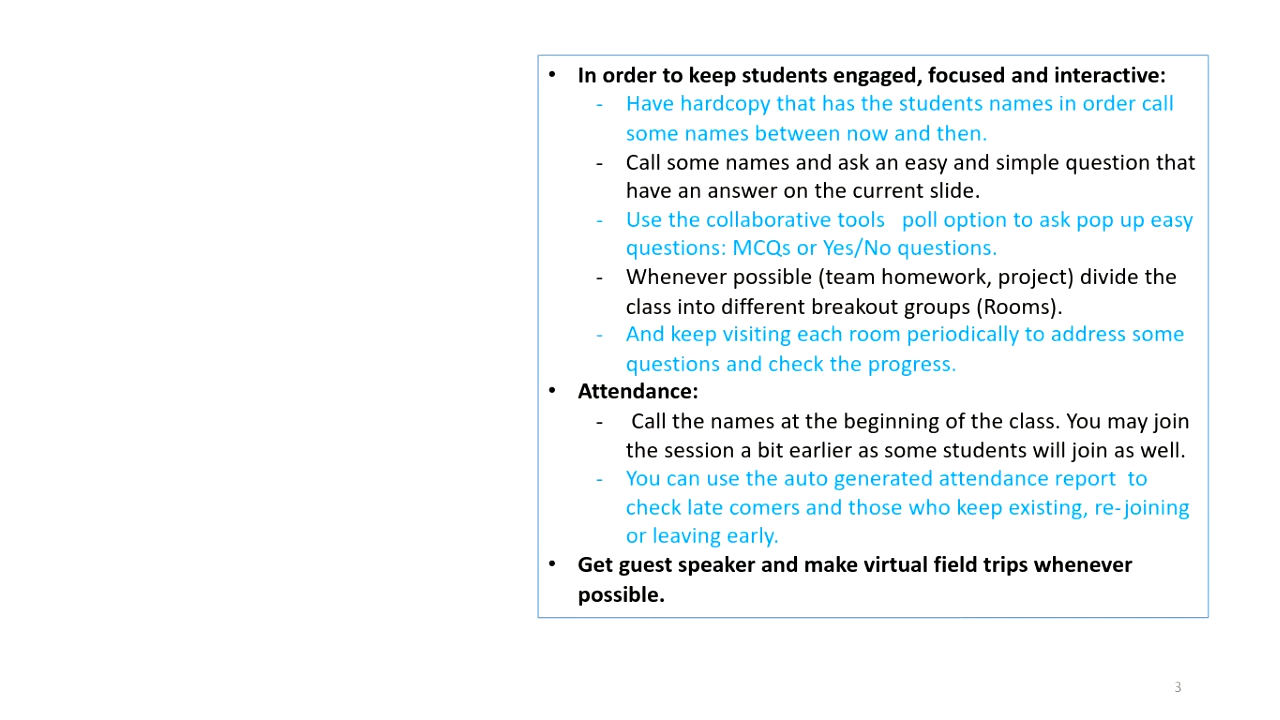 • In order to keep students engaged, focused and interactive:
- Have hardcopy that has the students names in order call
some names between now and then.
- Call some names and ask an easy and simple question that
have an answer on the current slide.
- Use the collaborative tools   poll option to ask pop up easy
questions: MCQs or Yes/No questions.
- Whenever possible (team homework, project) divide the
class into different breakout groups (Rooms).
- And keep visiting each room periodically to address some
questions and check the progress.
• Attendance:
- Call the names at the beginning of the class. You may join
the session a bit earlier as some students will join as well.
- You can use the auto generated attendance report  to
check late comers and those who keep existing, re-joining
or leaving early.
• Get guest speaker and make virtual field trips whenever
possible.
3